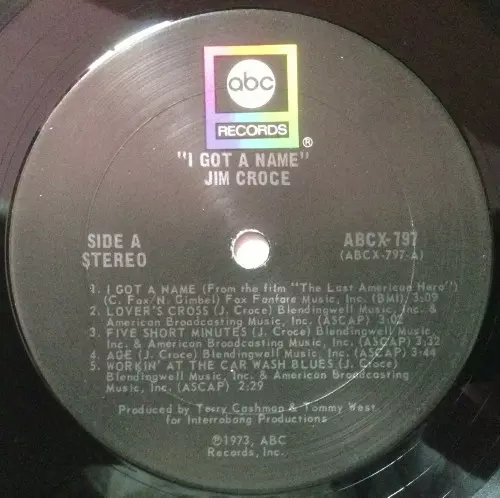 abc
RECORDS
®
"I GOT A NAME"
JIM CROCE
SIDE A
STEREO
ABCX-797
(ABCX-797 A)
1. I GOT A NAME (From the film "The Last American Hero")
(C. Fox/N. Gimbel) Fox Fanfare Music, Inc. (BMI) 3:09
2. LOVER'S CROSS (J. Croce) Blendingwell Music, Inc. &
American Broadcasting Music, Inc. (ASCAP) 3:02
3. FIVE SHORT MINUTES (J. Croce) Blendingwell Music, Inc.
& American Broadcasting Music, Inc. (ASCAP) 3:32
4. AGE (J. Croce) Blendingwell Music, Inc. & American
Broadcasting Music, Inc. (ASCAP) 3:44
5. WORKIN' AT THE CAR WASH BLUES (J. Croce)
Blendingwell Music, Inc. & American Broadcasting
Music, Inc. (ASCAP) 2:29
Produced by Terry Cashman & Tommy West
for Interrobang Productions
℗1973, ABC
Records, Inc.